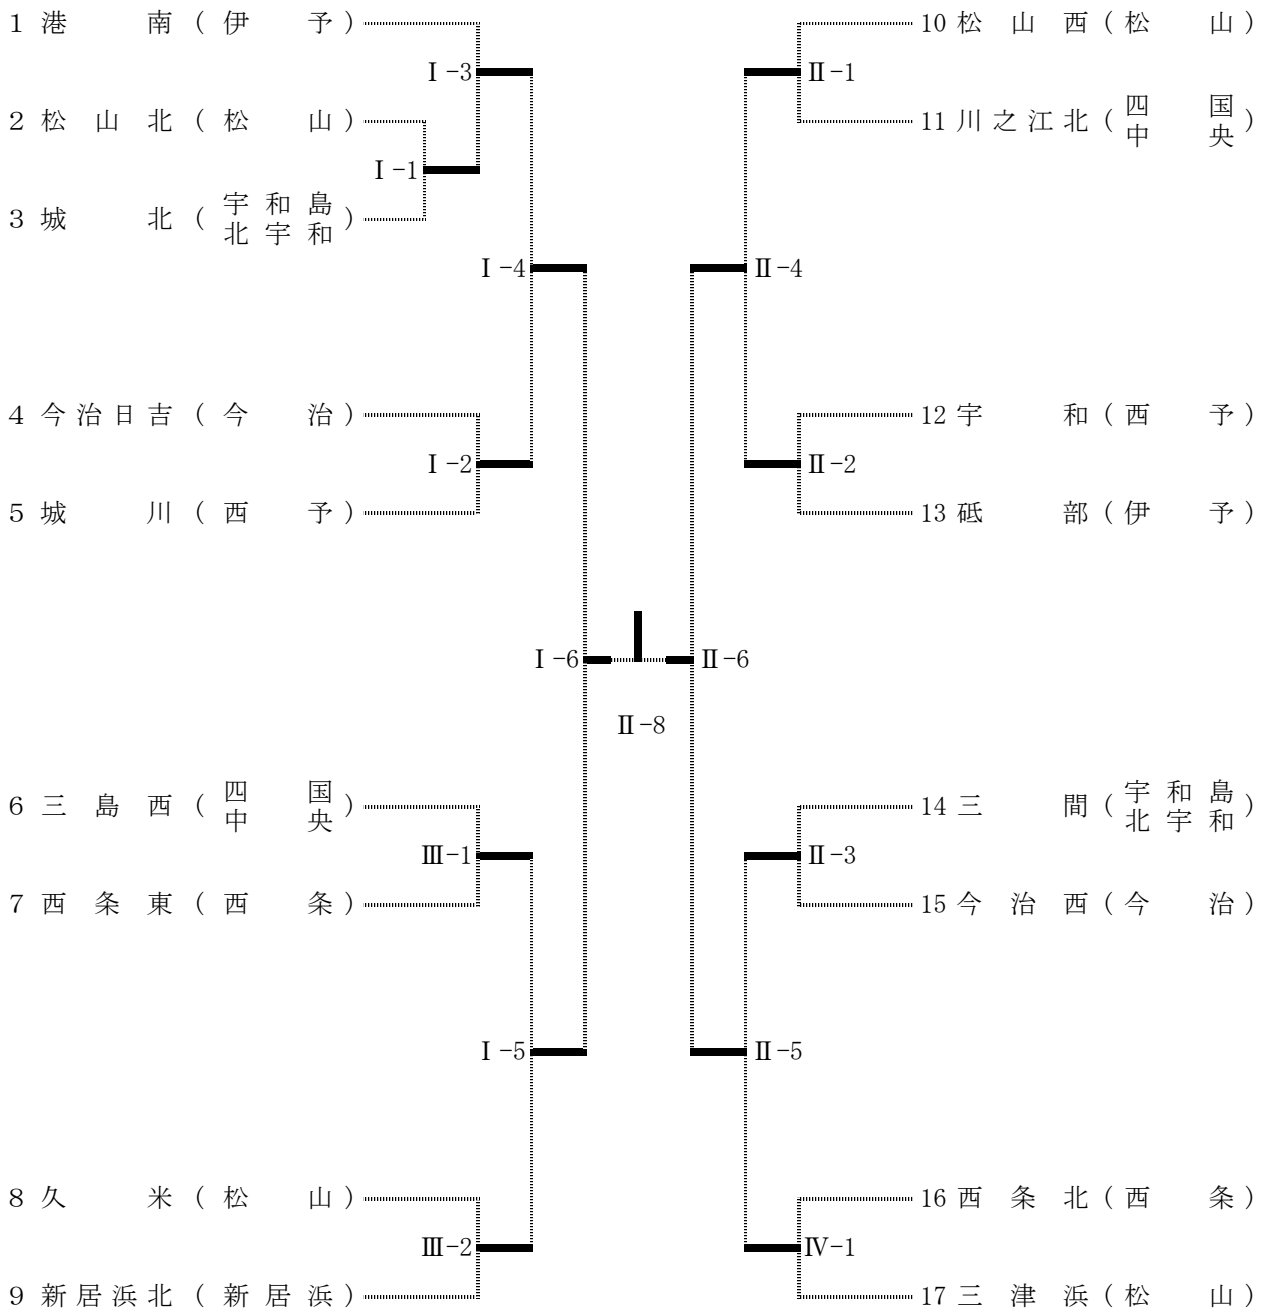 1 港南（伊予）
Ⅰ-3
2 松山北（松山）
Ⅰ-1
3 城北（宇和島
北宇和）
Ⅰ-4
4 今治日吉（今治）
Ⅰ-2
5 城川（西予）
Ⅰ-6
6 三島西（四国
中央）
Ⅲ-1
7 西条東（西条）
Ⅰ-5
8 久米（松山）
Ⅲ-2
9 新居浜北（新居浜）
Ⅱ-8
10 松山西（松山）
Ⅱ-1
11 川之江北（四国
中央）
Ⅱ-4
12 宇和（西予）
Ⅱ-2
13 砥部（伊予）
Ⅱ-6
14 三間（宇和島
北宇和）
Ⅱ-3
15 今治西（今治）
Ⅱ-5
16 西条北（西条）
Ⅳ-1
17 三津浜（松山）